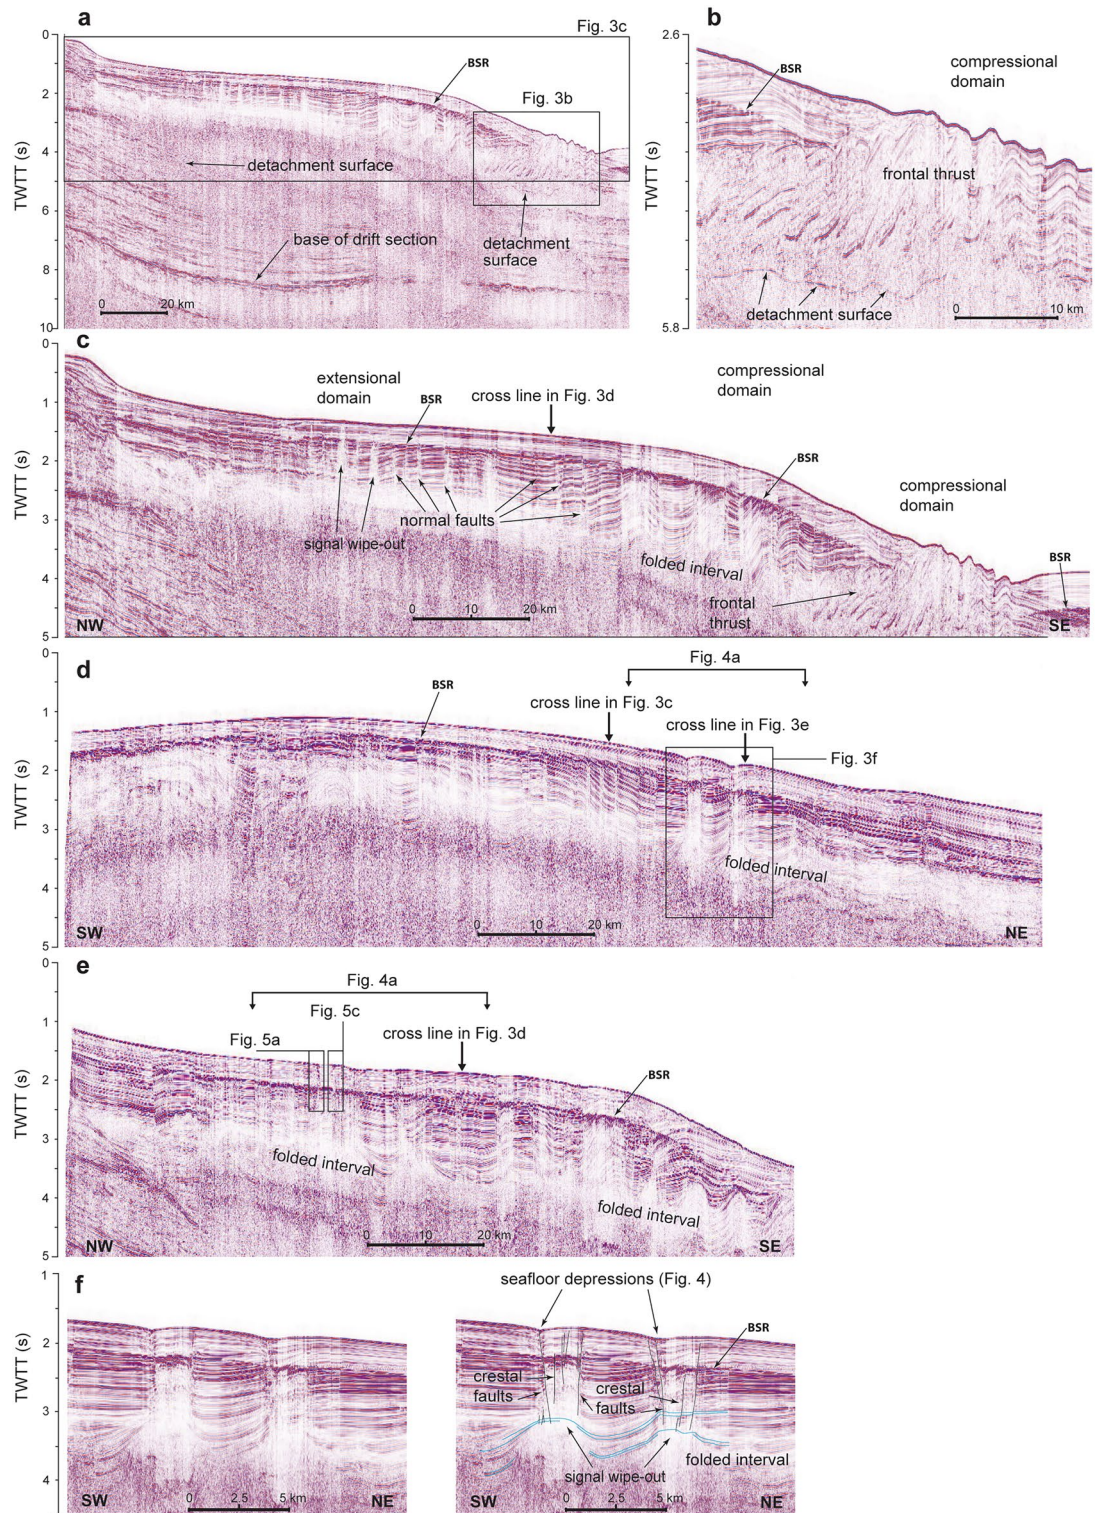 a
Fig. 3c
0
2
4
6
8
10
TWTT (s)
BSR
Fig. 3b
detachment surface
base of drift section
detachment
surface
0 20 km
b
2.6
5.8
TWTT (s)
BSR
compressional
domain
frontal thrust
detachment surface
0 10 km
c
0
1
2
3
4
5
TWTT (s)
extensional
domain
BSR
cross line in Fig. 3d
compressional
domain
BSR
compressional
domain
normal faults
signal wipe-out
folded interval
frontal
thrust
BSR
0 10 20 km
NW
SE
d
0
1
2
3
4
5
TWTT (s)
Fig. 4a
BSR
cross line in Fig. 3c
cross line in Fig. 3e
Fig. 3f
folded interval
0 10 20 km
SW
NE
e
0
1
2
3
4
5
TWTT (s)
Fig. 4a
Fig. 5c
Fig. 5a
cross line in Fig. 3d
BSR
folded interval
folded interval
0 10 20 km
NW
SE
f
1
2
3
4
TWTT (s)
SW
0 2.5 5 km
NE
seafloor depressions (Fig. 4)
BSR
crestal
faults
crestal
faults
folded interval
signal wipe-out
SW
0 2.5 5 km
NE